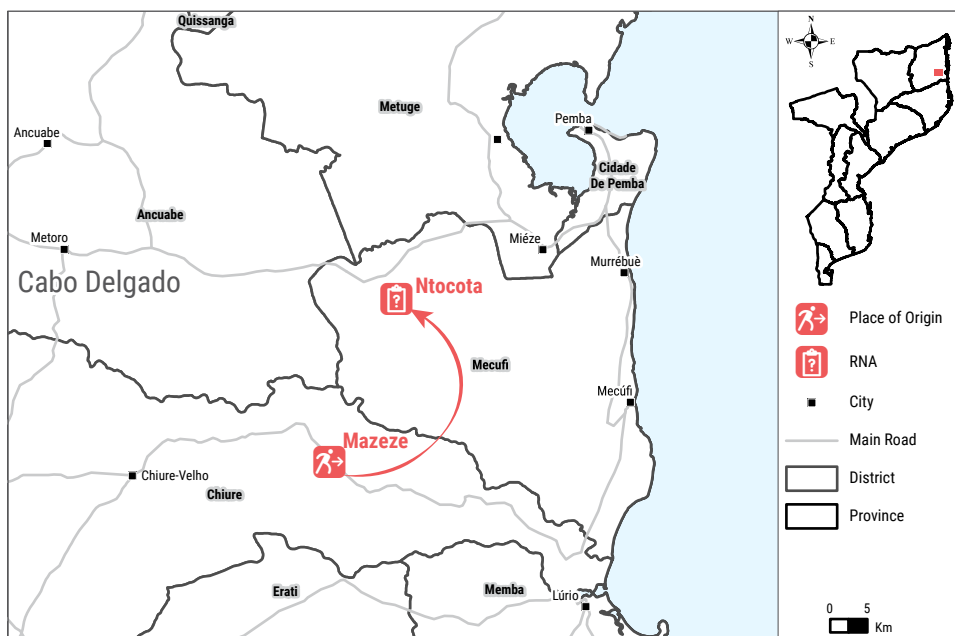 Quissanga
Metuge
Ancuabe
Pemba
Cidade
De Pemba
Ancuabe
Metoro
Miéze
Murrébuè
Cabo Delgado
Ntocota
Mecufi
Mecúfi
Mazeze
Chiure-Velho
Chiure
Erati
Memba
Lúrio
N
W
E
S
Place of Origin
?
RNA
City
Main Road
District
Province
0
5
Km